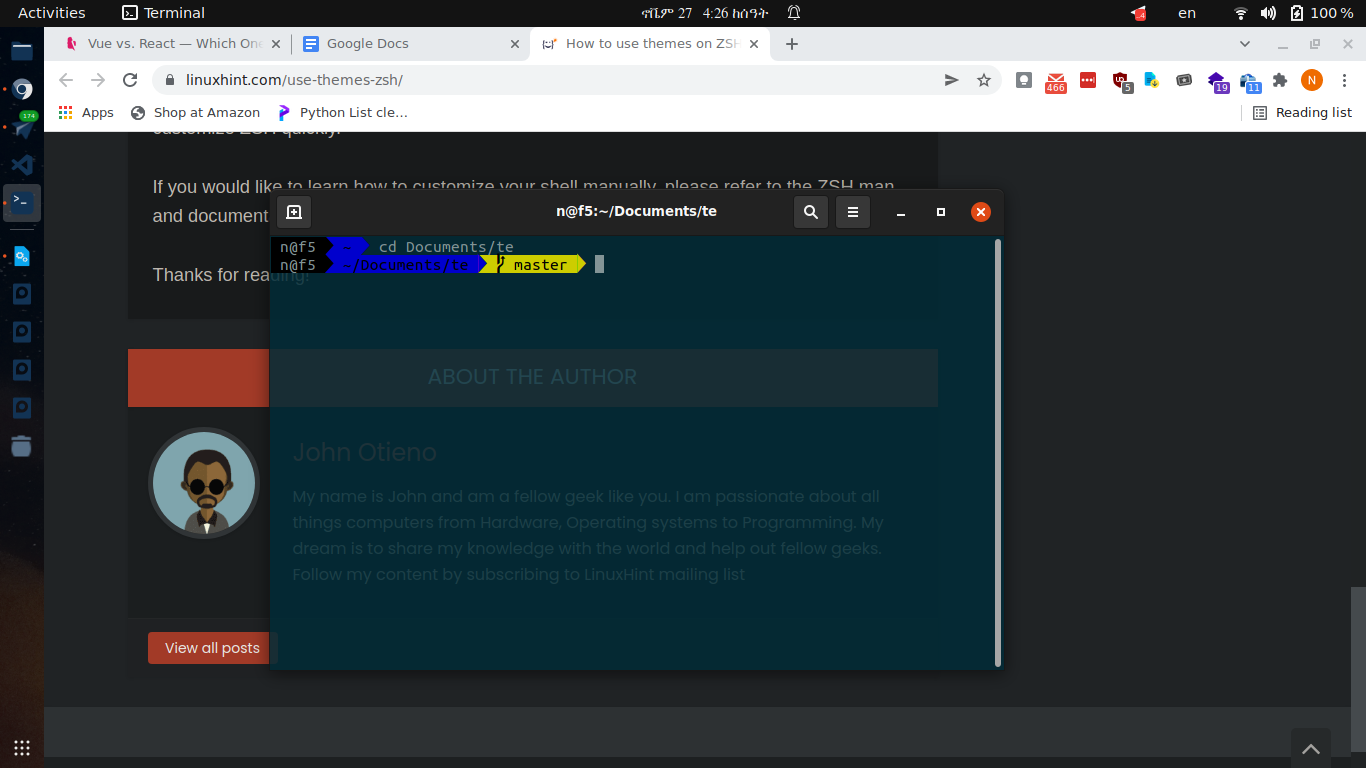 Activities
Terminal
ኖቬም 27 4:26 ከሰዓት
en
100 %
Vue vs. React — Which One
Google Docs
How to use themes on ZSH
linuxhint.com/use-themes-zsh/
466
5
19
11
N
Apps
Shop at Amazon
Python List cle…
Reading list
174
customize ZSH quickly.
If you would like to learn how to customize your shell manually, please refer to the ZSH man
and document
Thanks for reading!
n@f5:~/Documents/te
n@f5 ~ cd Documents/te
n@f5 ~/Documents/te master
ABOUT THE AUTHOR
John Otieno
My name is John and am a fellow geek like you. I am passionate about all
things computers from Hardware, Operating systems to Programming. My
dream is to share my knowledge with the world and help out fellow geeks.
Follow my content by subscribing to LinuxHint mailing list
View all posts